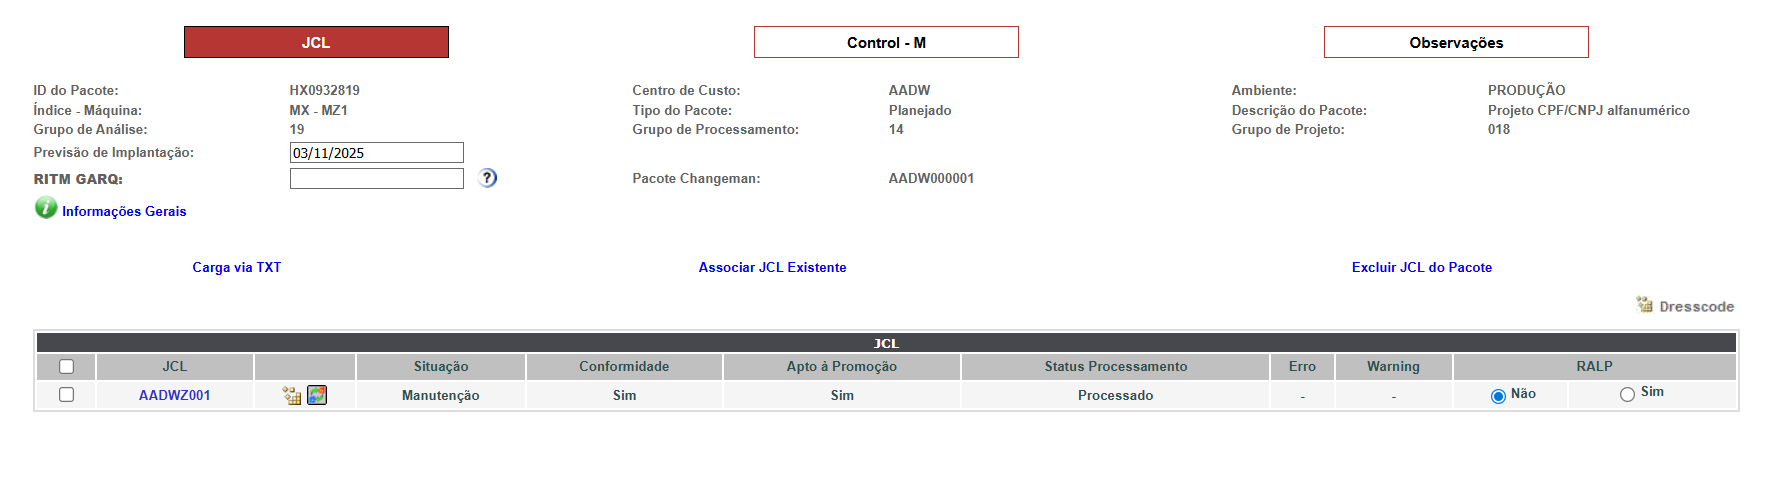 JCL Control - M Observações
ID do Pacote: HX0932819 Centro de Custo: AADW Ambiente: PRODUÇÃO
Índice - Máquina: MX - MZ1 Tipo do Pacote: Planejado Descrição do Pacote: Projeto CPF/CNPJ alfanumérico
Grupo de Análise: 19 Grupo de Processamento: 14 Grupo de Projeto: 018
Previsão de Implantação: 03/11/2025
RITM GARQ: ? Pacote Changeman: AADW000001
i Informações Gerais
Carga via TXT Associar JCL Existente Excluir JCL do Pacote
Dresscode
JCL
JCL Situação Conformidade Apto à Promoção Status Processamento Erro Warning RALP
AADWZ001 Manutenção Sim Sim Processado - - Não Sim